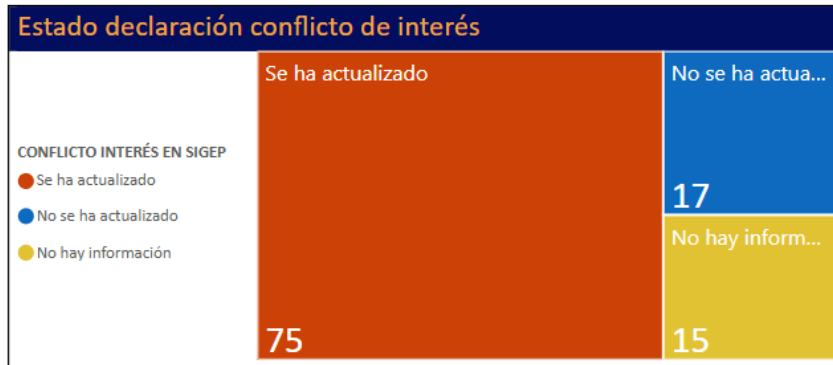 Estado declaración conflicto de interés
CONFLICTO INTERÉS EN SIGEP
Se ha actualizado
No se ha actualizado
No hay información
Se ha actualizado
75
No se ha actua...
17
No hay inform...
15